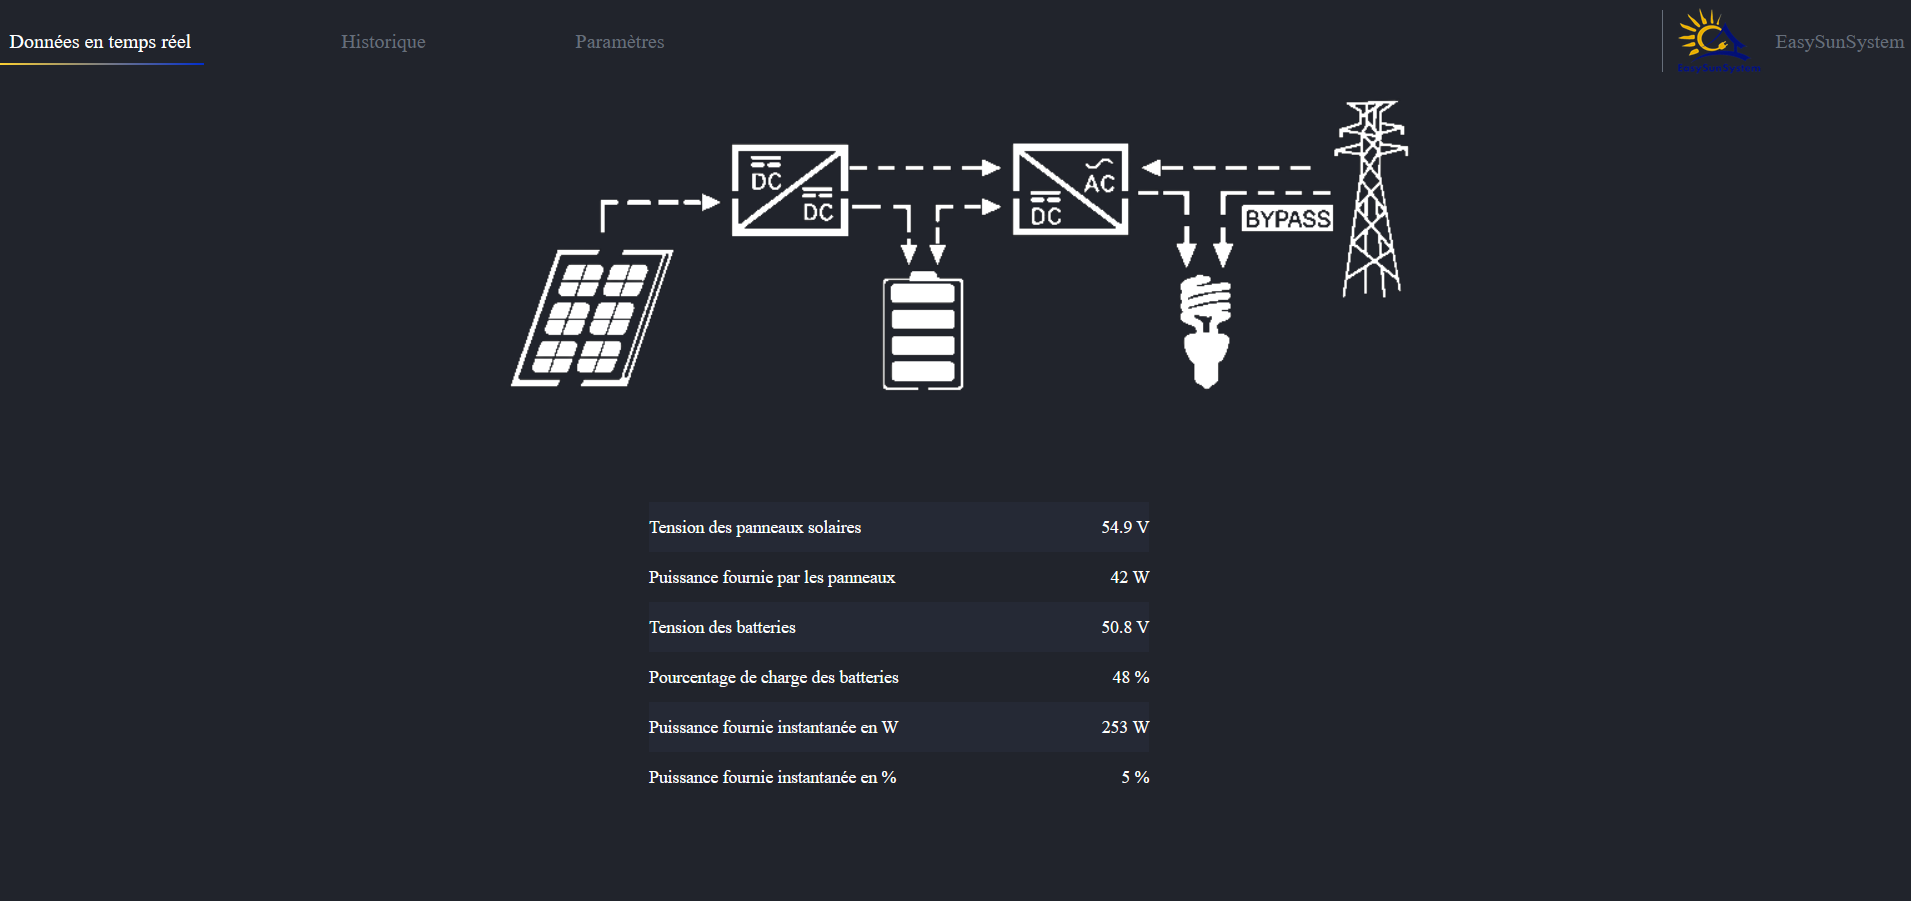 Données en temps réel
Historique
Paramètres
EasySunSystem
EasySunSystem
DC
DC
AC
DC
BYPASS
Tension des panneaux solaires 54.9 V
Puissance fournie par les panneaux 42 W
Tension des batteries 50.8 V
Pourcentage de charge des batteries 48 %
Puissance fournie instantanée en W 253 W
Puissance fournie instantanée en % 5 %